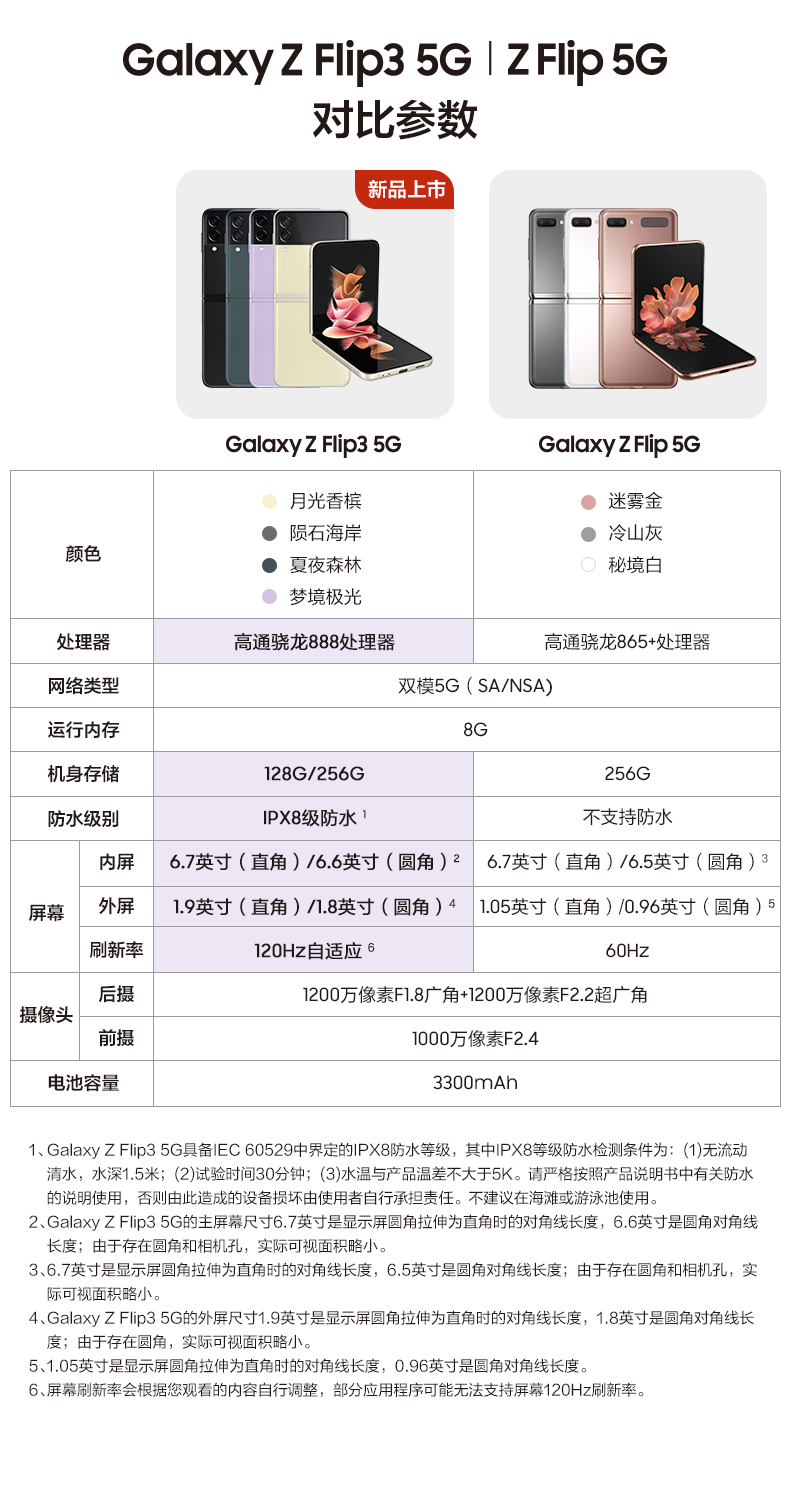 Galaxy Z Flip3 5G | Z Flip 5G
对比参数
新品上市
Galaxy Z Flip3 5G
Galaxy Z Flip 5G
颜色
月光香槟
陨石海岸
夏夜森林
梦境极光
迷雾金
冷山灰
秘境白
处理器 高通骁龙888处理器 高通骁龙865+处理器
网络类型 双模5G（SA/NSA)
运行内存 8G
机身存储 128G/256G 256G
防水级别 IPX8级防水 1 不支持防水
屏幕
内屏 6.7英寸（直角）/6.6英寸（圆角）2 6.7英寸（直角）/6.5英寸（圆角）3
外屏 1.9英寸（直角）/1.8英寸（圆角）4 1.05英寸（直角）/0.96英寸（圆角）5
刷新率 120Hz自适应 6 60Hz
摄像头
后摄 1200万像素F1.8广角+1200万像素F2.2超广角
前摄 1000万像素F2.4
电池容量 3300mAh
1、Galaxy Z Flip3 5G具备IEC 60529中界定的IPX8防水等级，其中IPX8等级防水检测条件为：(1)无流动
清水，水深1.5米；(2)试验时间30分钟；(3)水温与产品温差不大于5K。请严格按照产品说明书中有关防水
的说明使用，否则由此造成的设备损坏由使用者自行承担责任。不建议在海滩或游泳池使用。
2、Galaxy Z Flip3 5G的主屏幕尺寸6.7英寸是显示屏圆角拉伸为直角时的对角线长度，6.6英寸是圆角对角线
长度；由于存在圆角和相机孔，实际可视面积略小。
3、6.7英寸是显示屏圆角拉伸为直角时的对角线长度，6.5英寸是圆角对角线长度；由于存在圆角和相机孔，实
际可视面积略小。
4、Galaxy Z Flip3 5G的外屏尺寸1.9英寸是显示屏圆角拉伸为直角时的对角线长度，1.8英寸是圆角对角线长
度；由于存在圆角，实际可视面积略小。
5、1.05英寸是显示屏圆角拉伸为直角时的对角线长度，0.96英寸是圆角对角线长度。
6、屏幕刷新率会根据您观看的内容自行调整，部分应用程序可能无法支持屏幕120Hz刷新率。